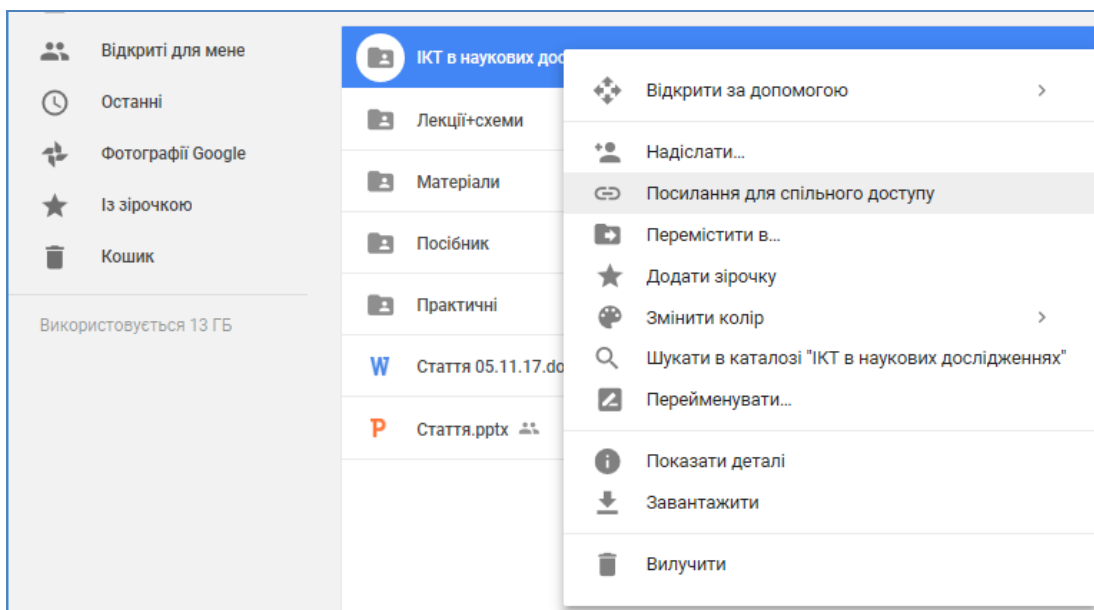 Відкриті для мене
Останні
Фотографії Google
Із зірочкою
Кошик
Використовується 13 ГБ
ІКТ в наукових дос
Лекції+схеми
Матеріали
Посібник
Практичні
W Стаття 05.11.17.do
P Стаття.pptx
Відкрити за допомогою
Надіслати...
Посилання для спільного доступу
Перемістити в...
Додати зірочку
Змінити колір
Шукати в каталозі "ІКТ в наукових дослідженнях"
Перейменувати...
Показати деталі
Завантажити
Вилучити